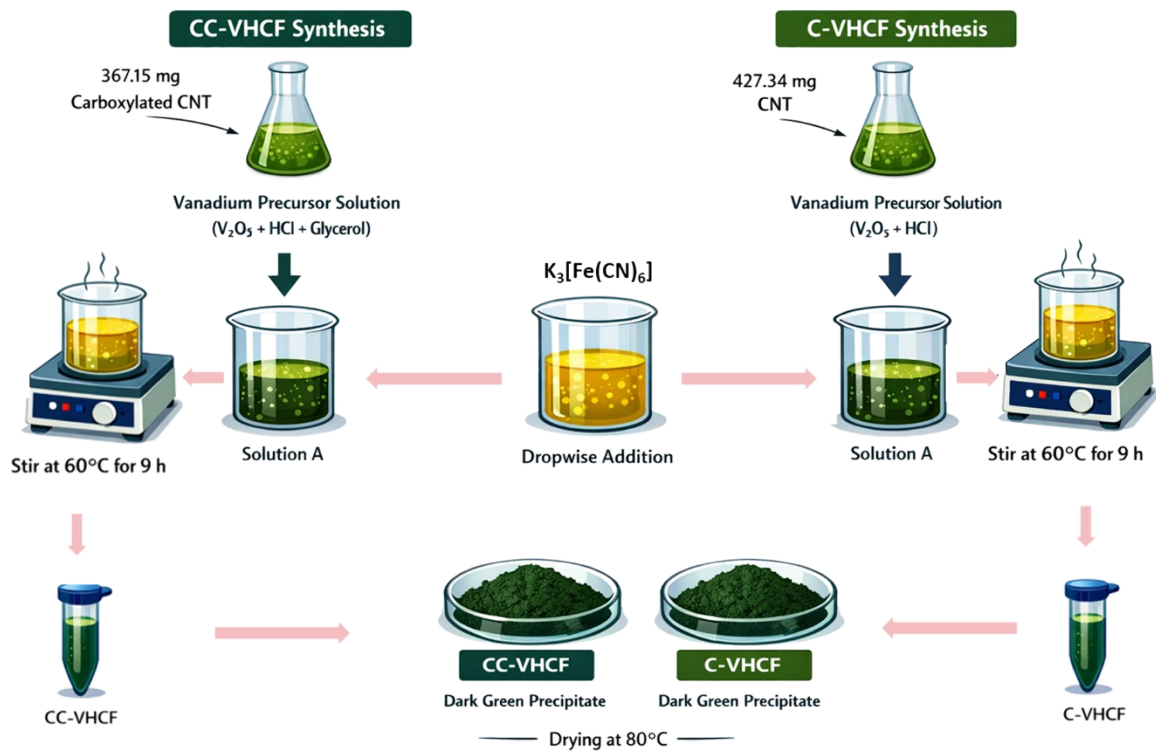 CC-VHCF Synthesis
367.15 mg
Carboxylated CNT
Vanadium Precursor Solution
(V₂O₅ + HCl + Glycerol)
C-VHCF Synthesis
427.34 mg
CNT
Vanadium Precursor Solution
(V₂O₅ + HCl)
K₃[Fe(CN)₆]
Stir at 60°C for 9 h
Solution A
Dropwise Addition
Solution A
Stir at 60°C for 9 h
CC-VHCF
CC-VHCF
Dark Green Precipitate
C-VHCF
Dark Green Precipitate
C-VHCF
Drying at 80°C